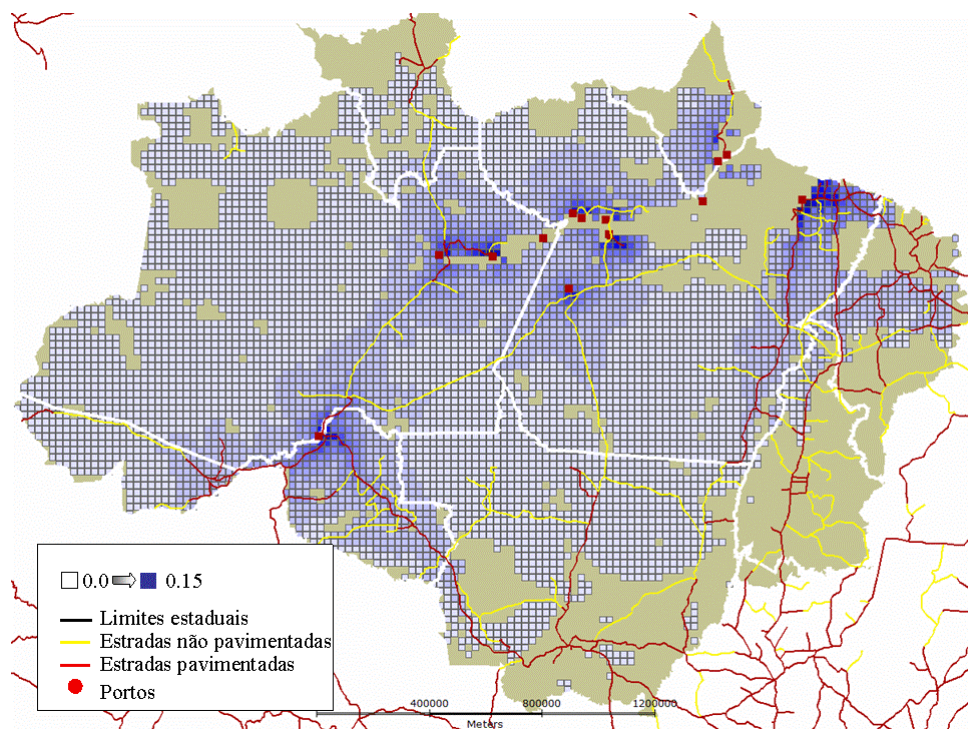 0.0 0.15
Limites estaduais
Estradas não pavimentadas
Estradas pavimentadas
Portos
400000 800000 1200000
Meters